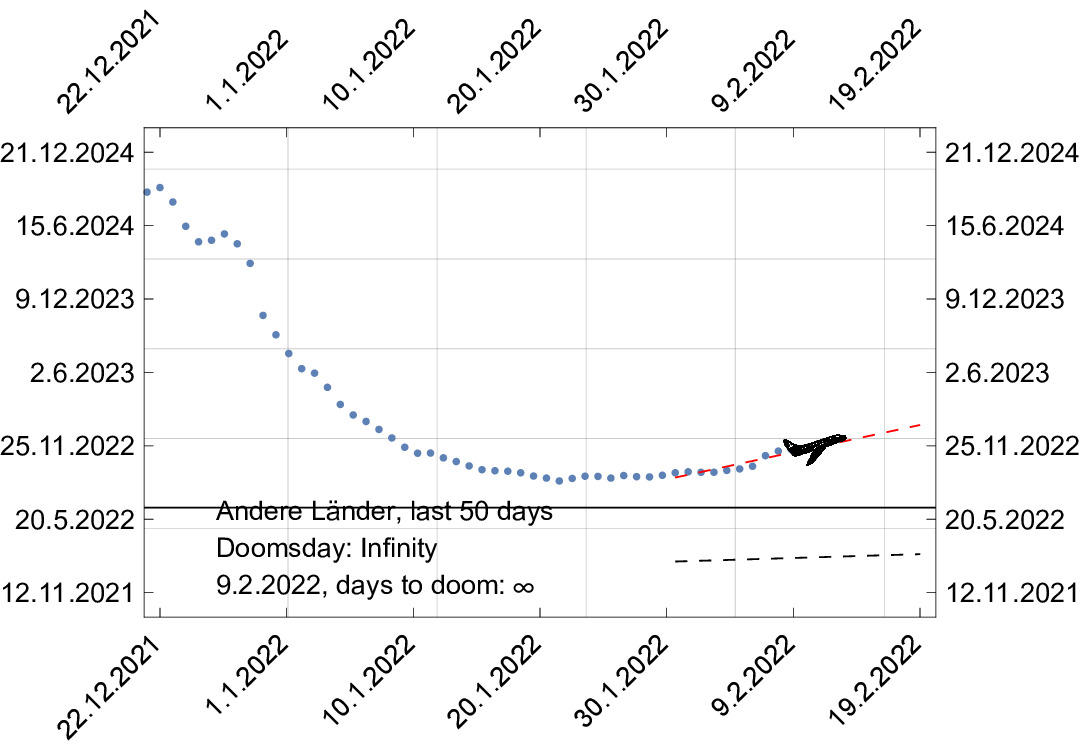 22.12.2021 1.1.2022 10.1.2022 20.1.2022 30.1.2022 9.2.2022 19.2.2022
21.12.2024 21.12.2024
15.6.2024 15.6.2024
9.12.2023 9.12.2023
2.6.2023 2.6.2023
25.11.2022 25.11.2022
20.5.2022 20.5.2022
12.11.2021 12.11.2021
Andere Länder, last 50 days
Doomsday: Infinity
9.2.2022, days to doom: ∞
22.12.2021 1.1.2022 10.1.2022 20.1.2022 30.1.2022 9.2.2022 19.2.2022